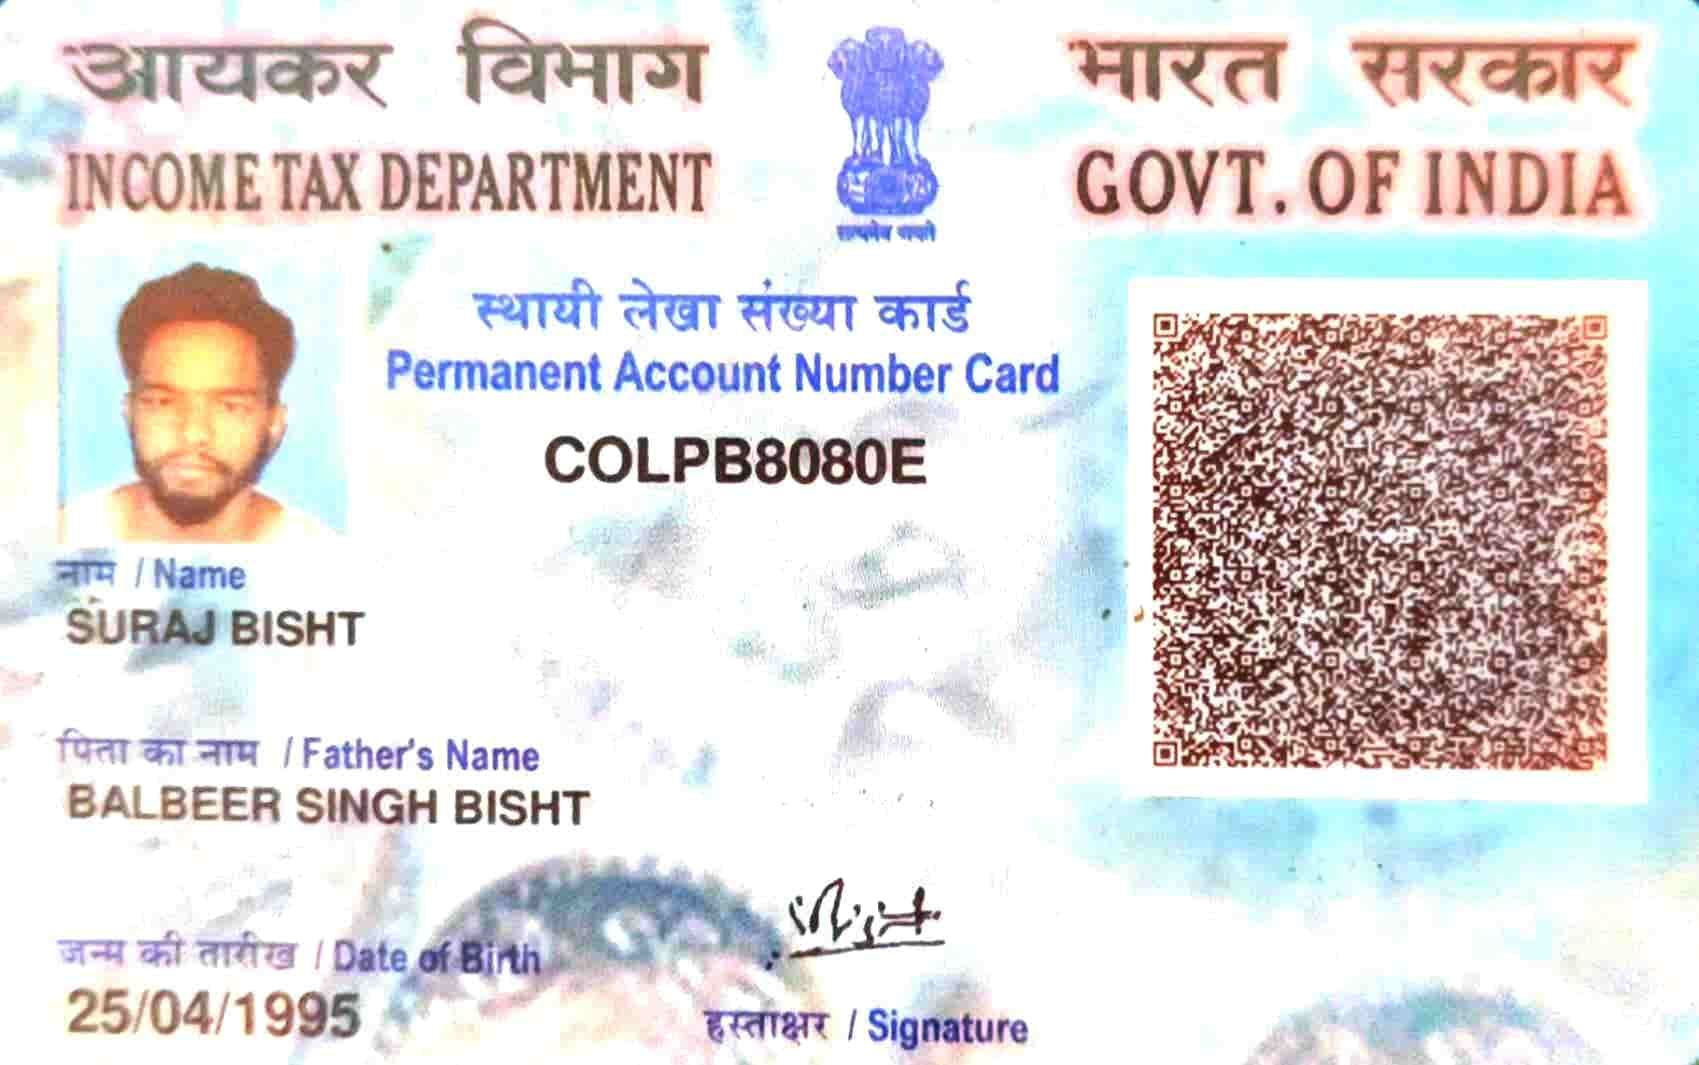 आयकर विभाग
INCOME TAX DEPARTMENT
सत्यमेव जयते
भारत सरकार
GOVT. OF INDIA
स्थायी लेखा संख्या कार्ड
Permanent Account Number Card
COLPB8080E
नाम / Name
SURAJ BISHT
पिता का नाम / Father's Name
BALBEER SINGH BISHT
जन्म की तारीख / Date of Birth
25/04/1995
हस्ताक्षर / Signature